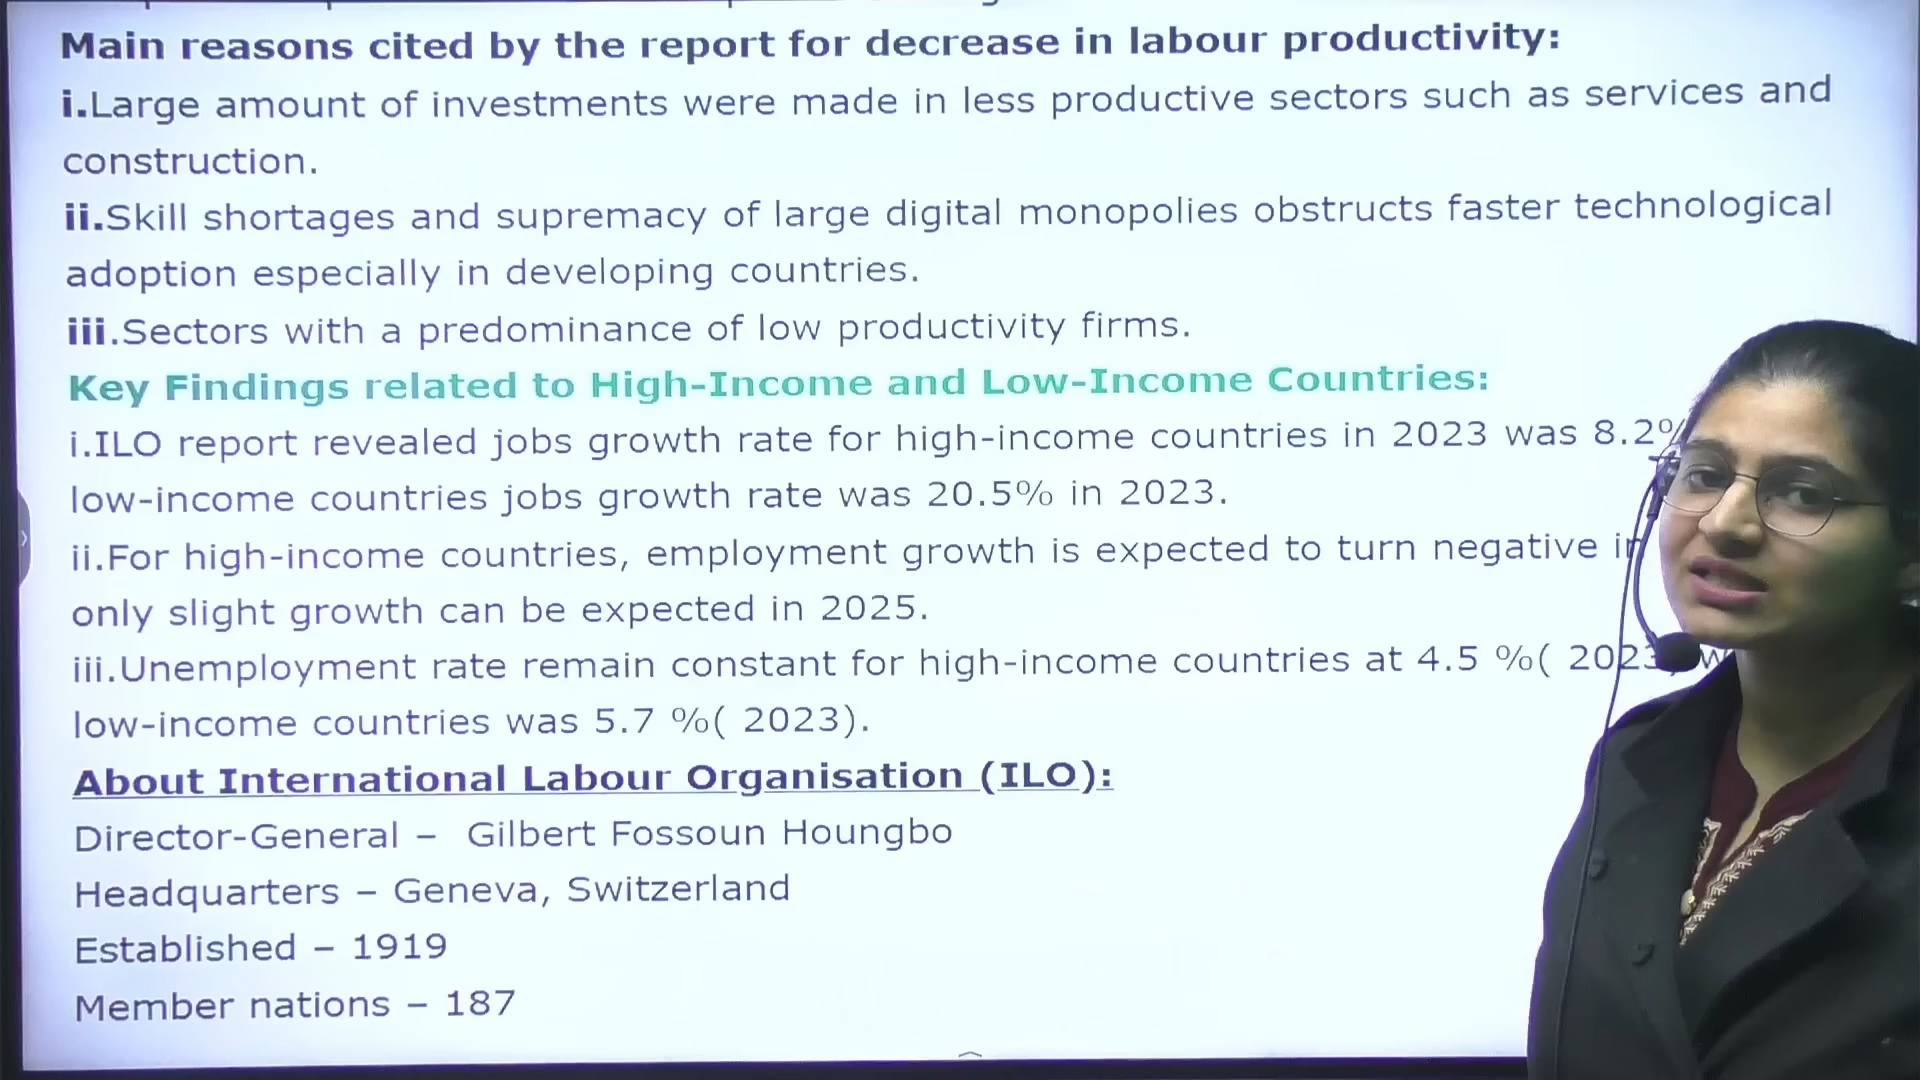 Main reasons cited by the report for decrease in labour productivity:
i.Large amount of investments were made in less productive sectors such as services and
construction.
ii.Skill shortages and supremacy of large digital monopolies obstructs faster technological
adoption especially in developing countries.
iii.Sectors with a predominance of low productivity firms.
Key Findings related to High-Income and Low-Income Countries:
i.ILO report revealed jobs growth rate for high-income countries in 2023 was 8.2%
low-income countries jobs growth rate was 20.5% in 2023.
ii.For high-income countries, employment growth is expected to turn negative in
only slight growth can be expected in 2025.
iii.Unemployment rate remain constant for high-income countries at 4.5 %( 2023)
low-income countries was 5.7 %( 2023).
About International Labour Organisation (ILO):
Director-General – Gilbert Fossoun Houngbo
Headquarters – Geneva, Switzerland
Established – 1919
Member nations – 187